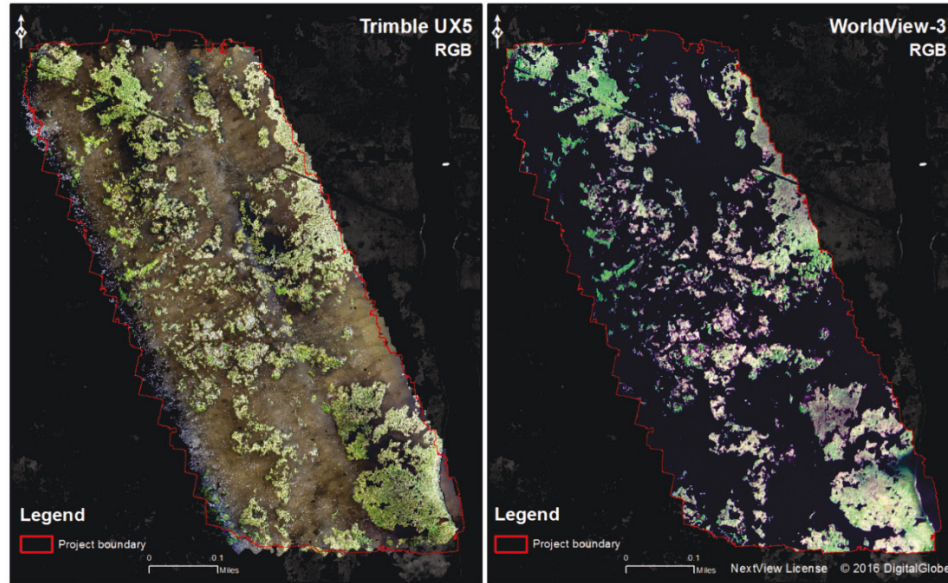 N
Trimble UX5
RGB
Legend
Project boundary
0 0.1
Miles
N
WorldView-3
RGB
Legend
Project boundary
0 0.1
Miles
NextView License © 2016 DigitalGlobe